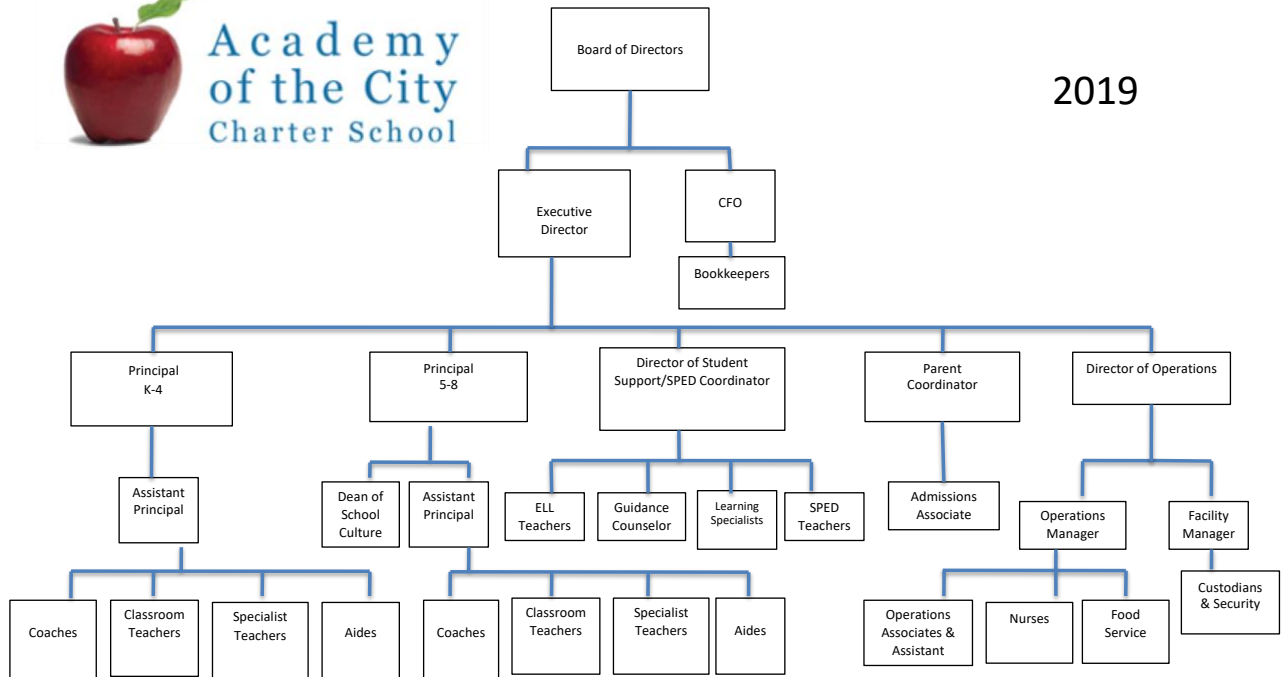 Academy
of the City
Charter School
2019
Board of Directors
Executive
Director
CFO
Bookkeepers
Principal
K-4
Principal
5-8
Director of Student
Support/SPED Coordinator
Parent
Coordinator
Director of Operations
Assistant
Principal
Dean of
School
Culture
Assistant
Principal
ELL
Teachers
Guidance
Counselor
Learning
Specialists
SPED
Teachers
Admissions
Associate
Operations
Manager
Facility
Manager
Coaches
Classroom
Teachers
Specialist
Teachers
Aides
Coaches
Classroom
Teachers
Specialist
Teachers
Aides
Operations
Associates &
Assistant
Nurses
Food
Service
Custodians
& Security